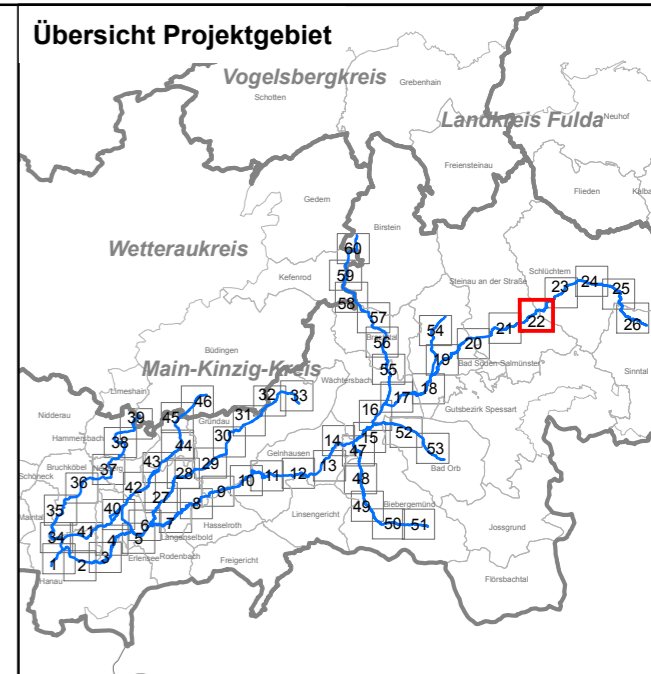 Übersicht Projektgebiet
Vogelsbergkreis
Grebenhain
Schotten
Landkreis Fulda
Neuhof
Freiensteinau
Flieden
Kalba
Gedern
Birstein
Wetteraukreis
60
Kefenrod
59
58
57
Steinau an der Straße
Schlüchtern
23
24
25
22
26
21
54
56
20
Sinntal
Büdingen
Main-Kinzig-Kreis
19
Bad Soden-Salmünster
Wächtersbach
55
18
17
Gutsbezirk Spessart
Limeshain
46
32
33
Nidderau
39
45
Gründau
31
16
Hammersbach
38
44
30
Gelnhausen
14
15
52
Bruchköbel
37
43
29
47
53
Schöneck
36
42
28
10
11
12
13
48
Bad Orb
27
9
Linsengericht
Maintal
35
40
8
Hasselroth
49
Biebergemünd
34
41
6
7
50
51
Jossgrund
4
5
Langenselbold
Hanau
1
2
3
Erlensee
Rodenbach
Freigericht
Flörsbachtal